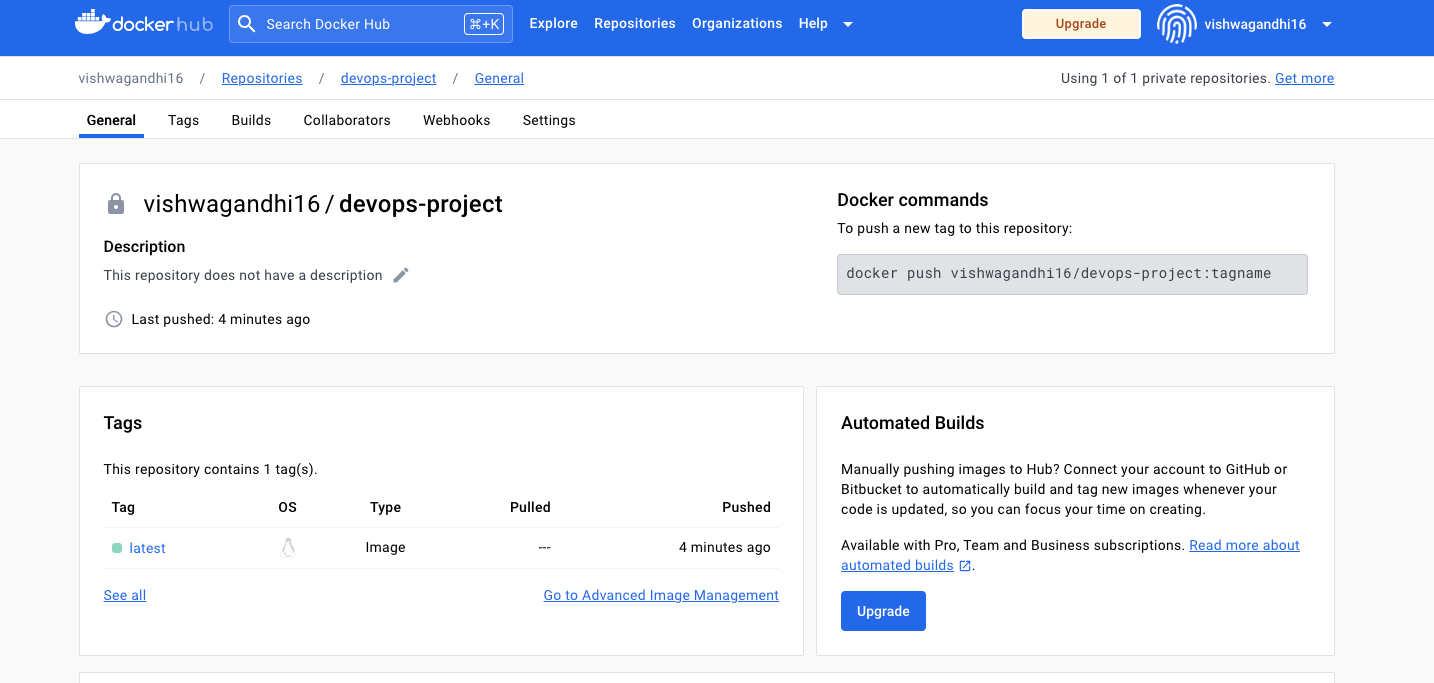 dockerhub Search Docker Hub ⌘+K Explore Repositories Organizations Help Upgrade vishwagandhi16
vishwagandhi16 / Repositories / devops-project / General Using 1 of 1 private repositories. Get more
General Tags Builds Collaborators Webhooks Settings
vishwagandhi16 / devops-project
Description
This repository does not have a description
Last pushed: 4 minutes ago
Docker commands
To push a new tag to this repository:
docker push vishwagandhi16/devops-project:tagname
Tags
This repository contains 1 tag(s).
Tag OS Type Pulled Pushed
latest Image --- 4 minutes ago
See all Go to Advanced Image Management
Automated Builds
Manually pushing images to Hub? Connect your account to GitHub or
Bitbucket to automatically build and tag new images whenever your
code is updated, so you can focus your time on creating.
Available with Pro, Team and Business subscriptions. Read more about
automated builds .
Upgrade